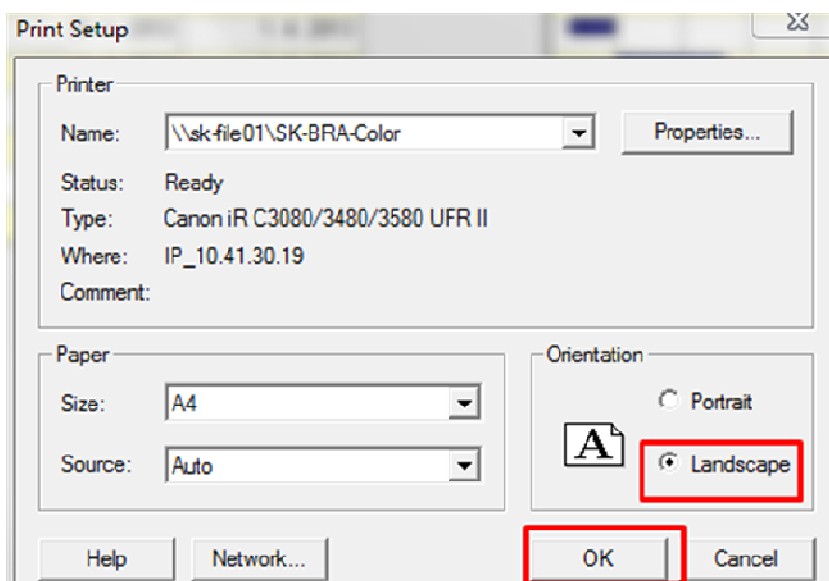 Print Setup
Printer
Name: \\sk-file01\SK-BRA-Color Properties...
Status: Ready
Type: Canon iR C3080/3480/3580 UFR II
Where: IP_10.41.30.19
Comment:
Paper
Size: A4
Source: Auto
Orientation
A
Portrait
Landscape
Help Network... OK Cancel